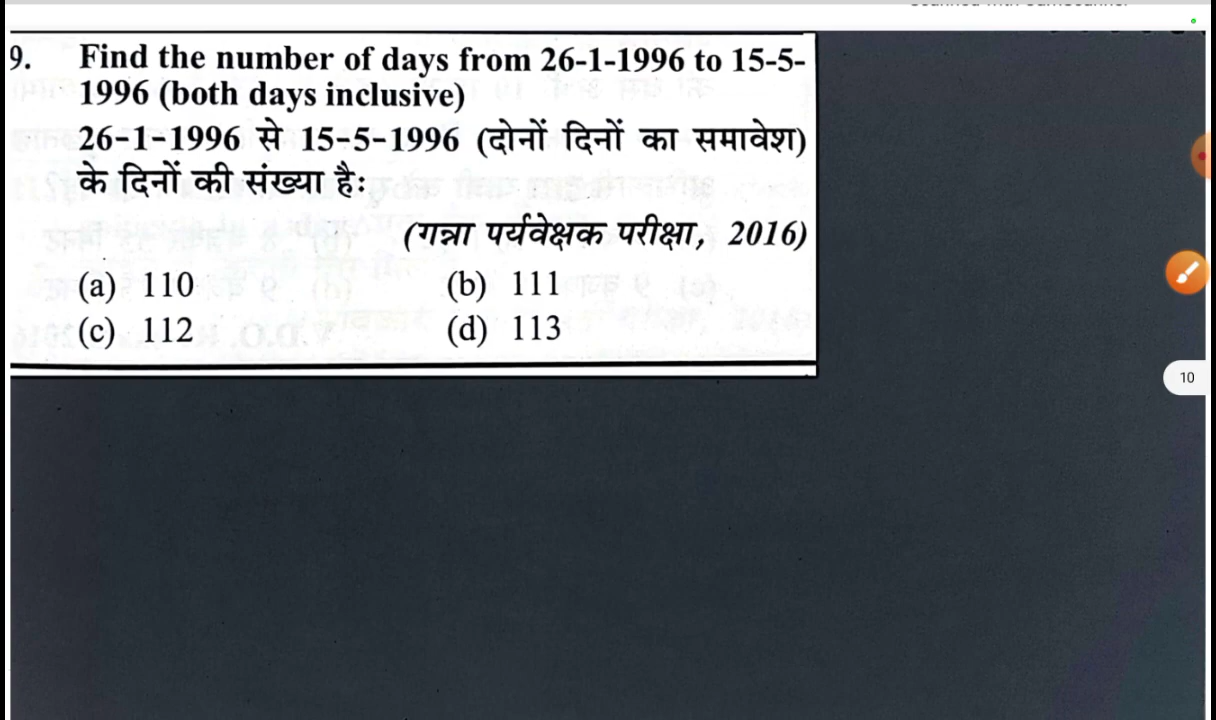 9. Find the number of days from 26-1-1996 to 15-5-
1996 (both days inclusive)
26-1-1996 से 15-5-1996 (दोनों दिनों का समावेश)
के दिनों की संख्या है:
(गन्ना पर्यवेक्षक परीक्षा, 2016)
(a) 110 (b) 111
(c) 112 (d) 113
10